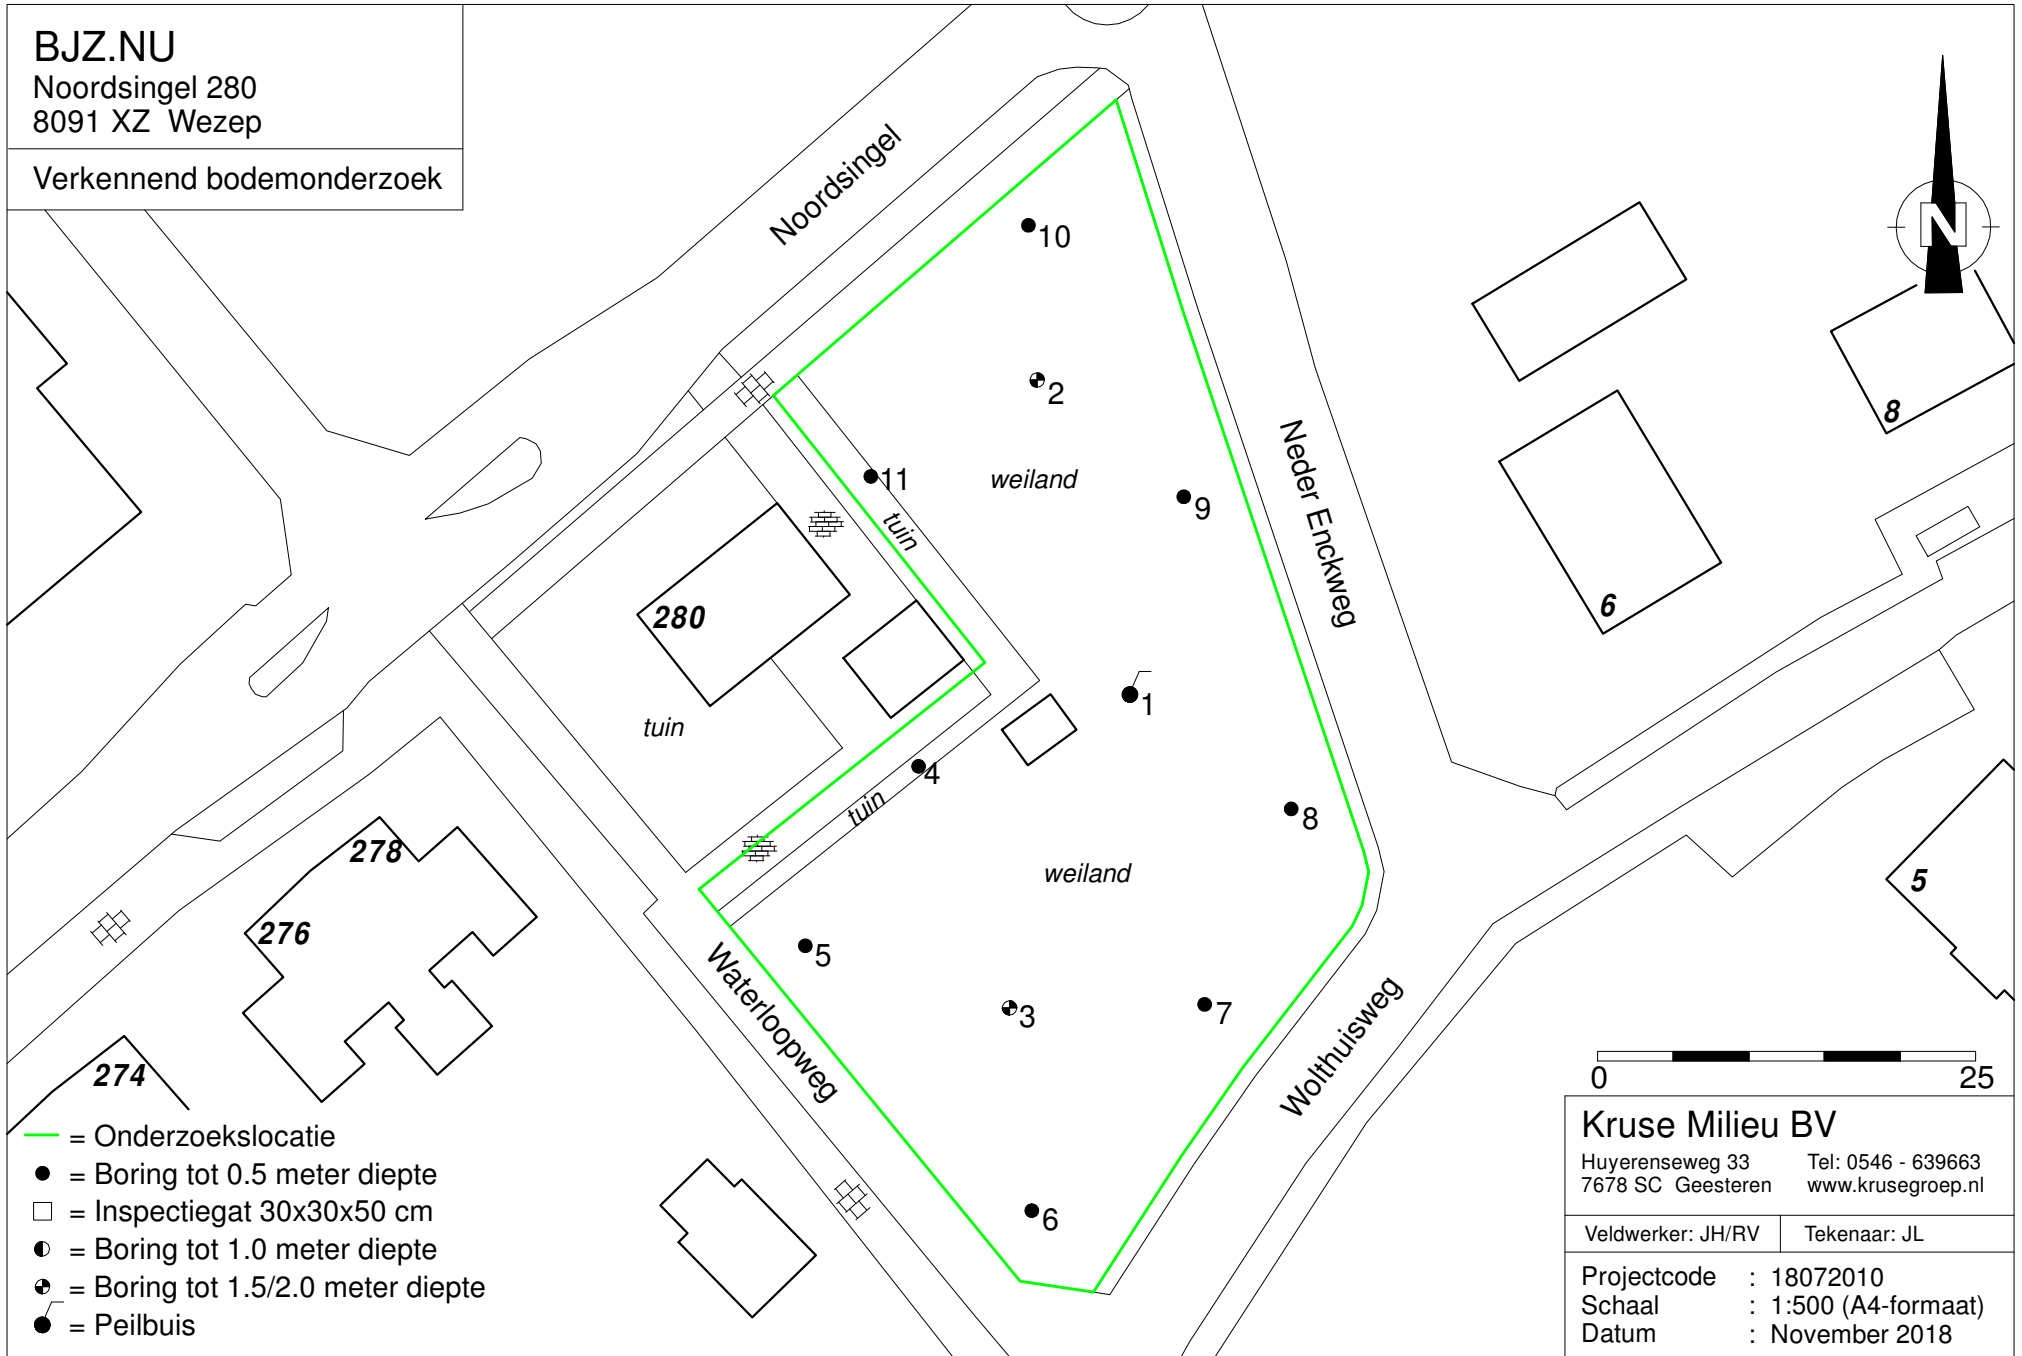 BJZ.NU
Noordsingel 280
8091 XZ Wezep
Verkennend bodemonderzoek
Noordsingel
N
10
2
8
11
weiland
9
tuin
Neder Enckweg
280
6
1
tuin
4
tuin
8
278
weiland
5
276
5
Waterloopweg
3
7
Wolthuisweg
274
0 25
6
= Onderzoekslocatie
= Boring tot 0.5 meter diepte
= Inspectiegat 30x30x50 cm
= Boring tot 1.0 meter diepte
= Boring tot 1.5/2.0 meter diepte
= Peilbuis
Kruse Milieu BV
Huyerenseweg 33 Tel: 0546 - 639663
7678 SC Geesteren www.krusegroep.nl
Veldwerker: JH/RV Tekenaar: JL
Projectcode : 18072010
Schaal : 1:500 (A4-formaat)
Datum : November 2018